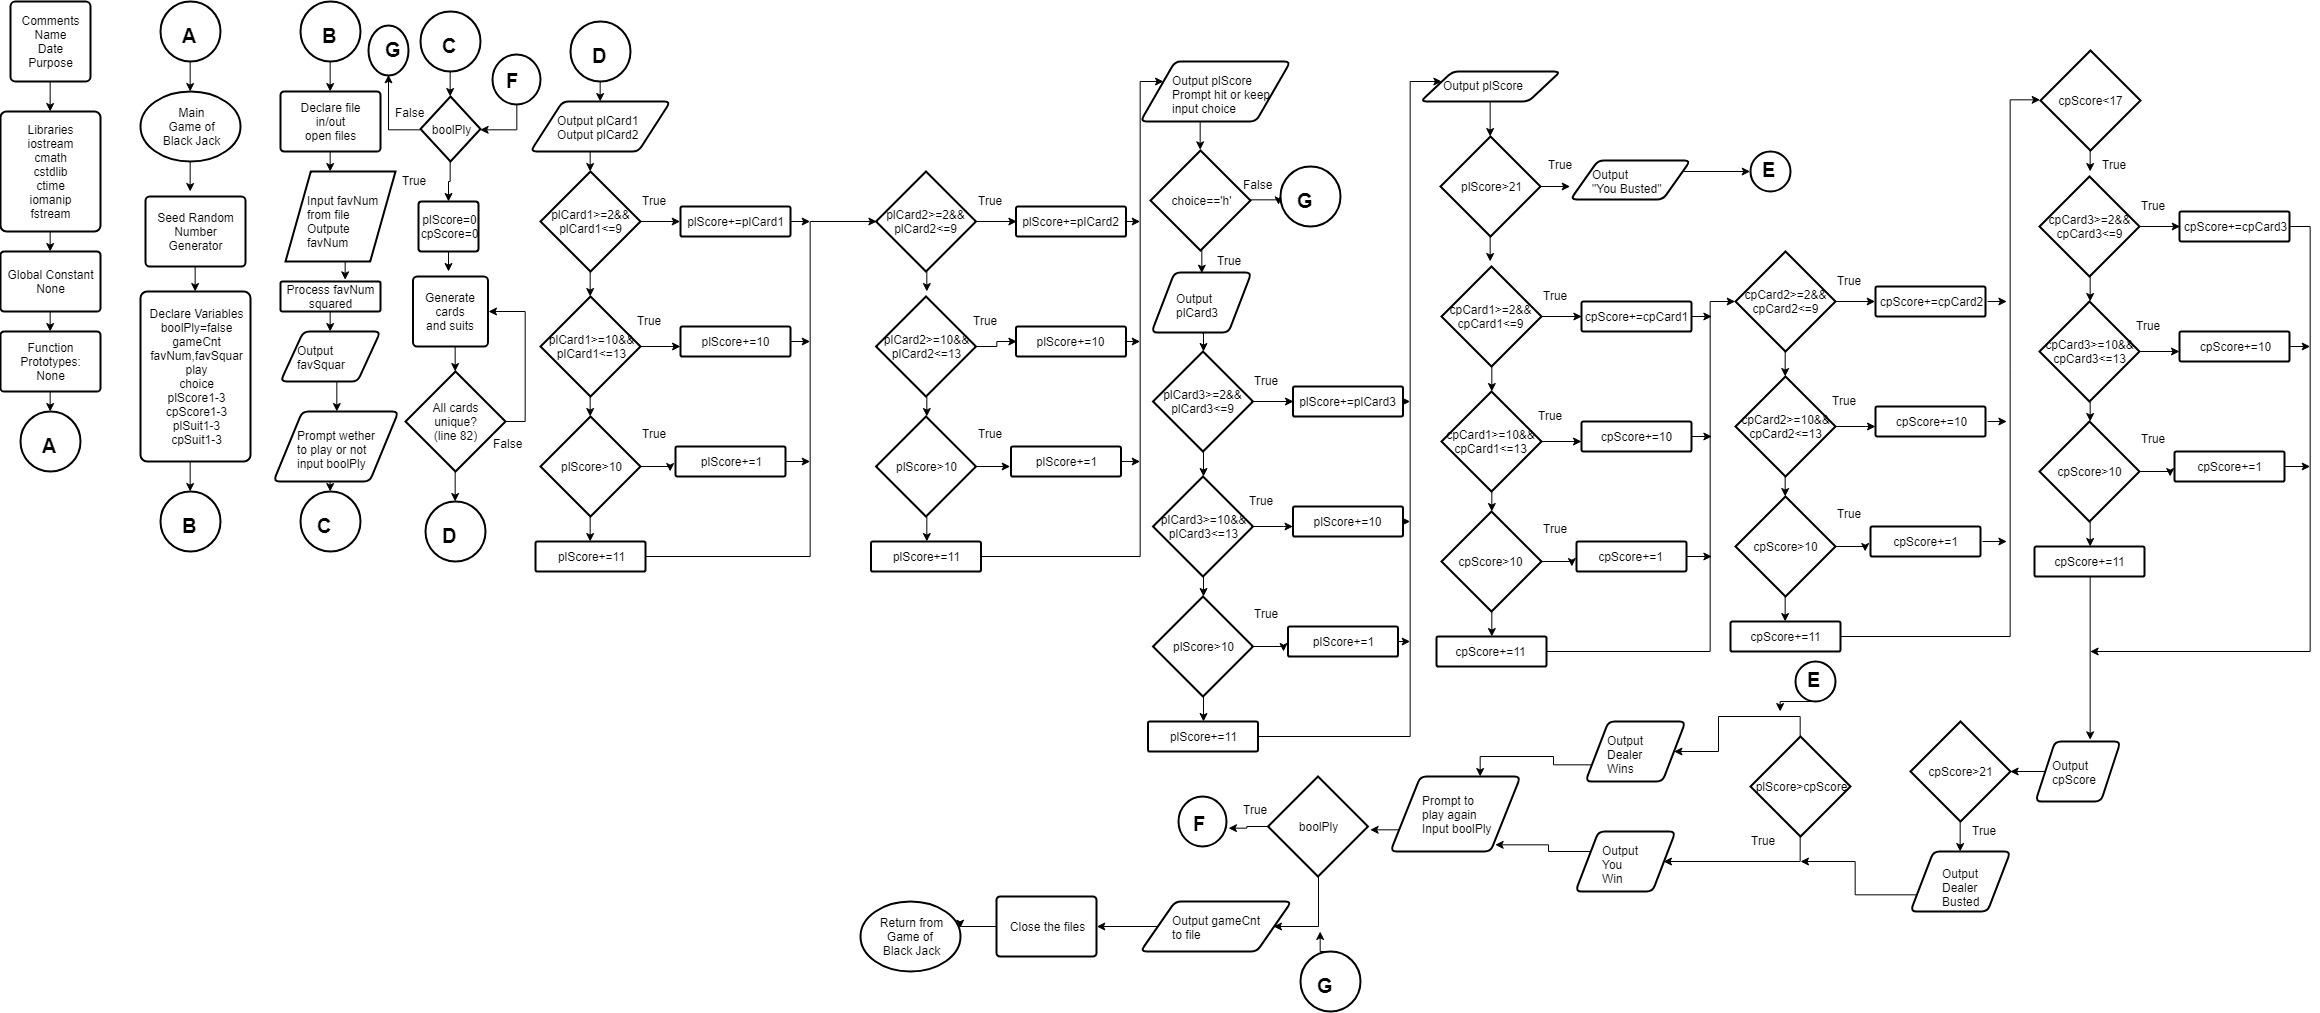 Comments
Name
Date
Purpose
Libraries
iostream
cmath
cstdlib
ctime
iomanip
fstream
Global Constant
None
Function
Prototypes:
None
A
A
Main
Game of
Black Jack
Seed Random
Number
Generator
Declare Variables
boolPly=false
gameCnt
favNum,favSquar
play
choice
plScore1-3
cpScore1-3
plSuit1-3
cpSuit1-3
B
B
Declare file
in/out
open files
Input favNum
from file
Outpute
favNum
Process favNum
squared
Output
favSquar
Prompt wether
to play or not
input boolPly
C
G
C
F
False
boolPly
True
plScore=0
cpScore=0
Generate
cards
and suits
All cards
unique?
(line 82)
False
D
D
Output plCard1
Output plCard2
plCard1>=2&&
plCard1<=9
True
plScore+=plCard1
plCard1>=10&&
plCard1<=13
True
plScore+=10
plScore>10
True
plScore+=1
plScore+=11
plCard2>=2&&
plCard2<=9
True
plScore+=plCard2
plCard2>=10&&
plCard2<=13
True
plScore+=10
plScore>10
True
plScore+=1
plScore+=11
Output plScore
Prompt hit or keep
input choice
choice=='h'
False
G
True
Output
plCard3
plCard3>=2&&
plCard3<=9
True
plScore+=plCard3
plCard3>=10&&
plCard3<=13
True
plScore+=10
plScore>10
True
plScore+=1
plScore+=11
Output plScore
plScore>21
True
Output
"You Busted"
E
cpCard1>=2&&
cpCard1<=9
True
cpScore+=cpCard1
cpCard1>=10&&
cpCard1<=13
True
cpScore+=10
cpScore>10
True
cpScore+=1
cpScore+=11
cpCard2>=2&&
cpCard2<=9
True
cpScore+=cpCard2
cpCard2>=10&&
cpCard2<=13
True
cpScore+=10
cpScore>10
True
cpScore+=1
cpScore+=11
cpScore<17
True
cpCard3>=2&&
cpCard3<=9
True
cpScore+=cpCard3
cpCard3>=10&&
cpCard3<=13
True
cpScore+=10
cpScore>10
True
cpScore+=1
cpScore+=11
Output
cpScore
cpScore>21
True
Output
Dealer
Busted
E
plScore>cpScore
True
Output
Dealer
Wins
Output
You
Win
Prompt to
play again
Input boolPly
boolPly
True
F
Output gameCnt
to file
G
Close the files
Return from
Game of
Black Jack